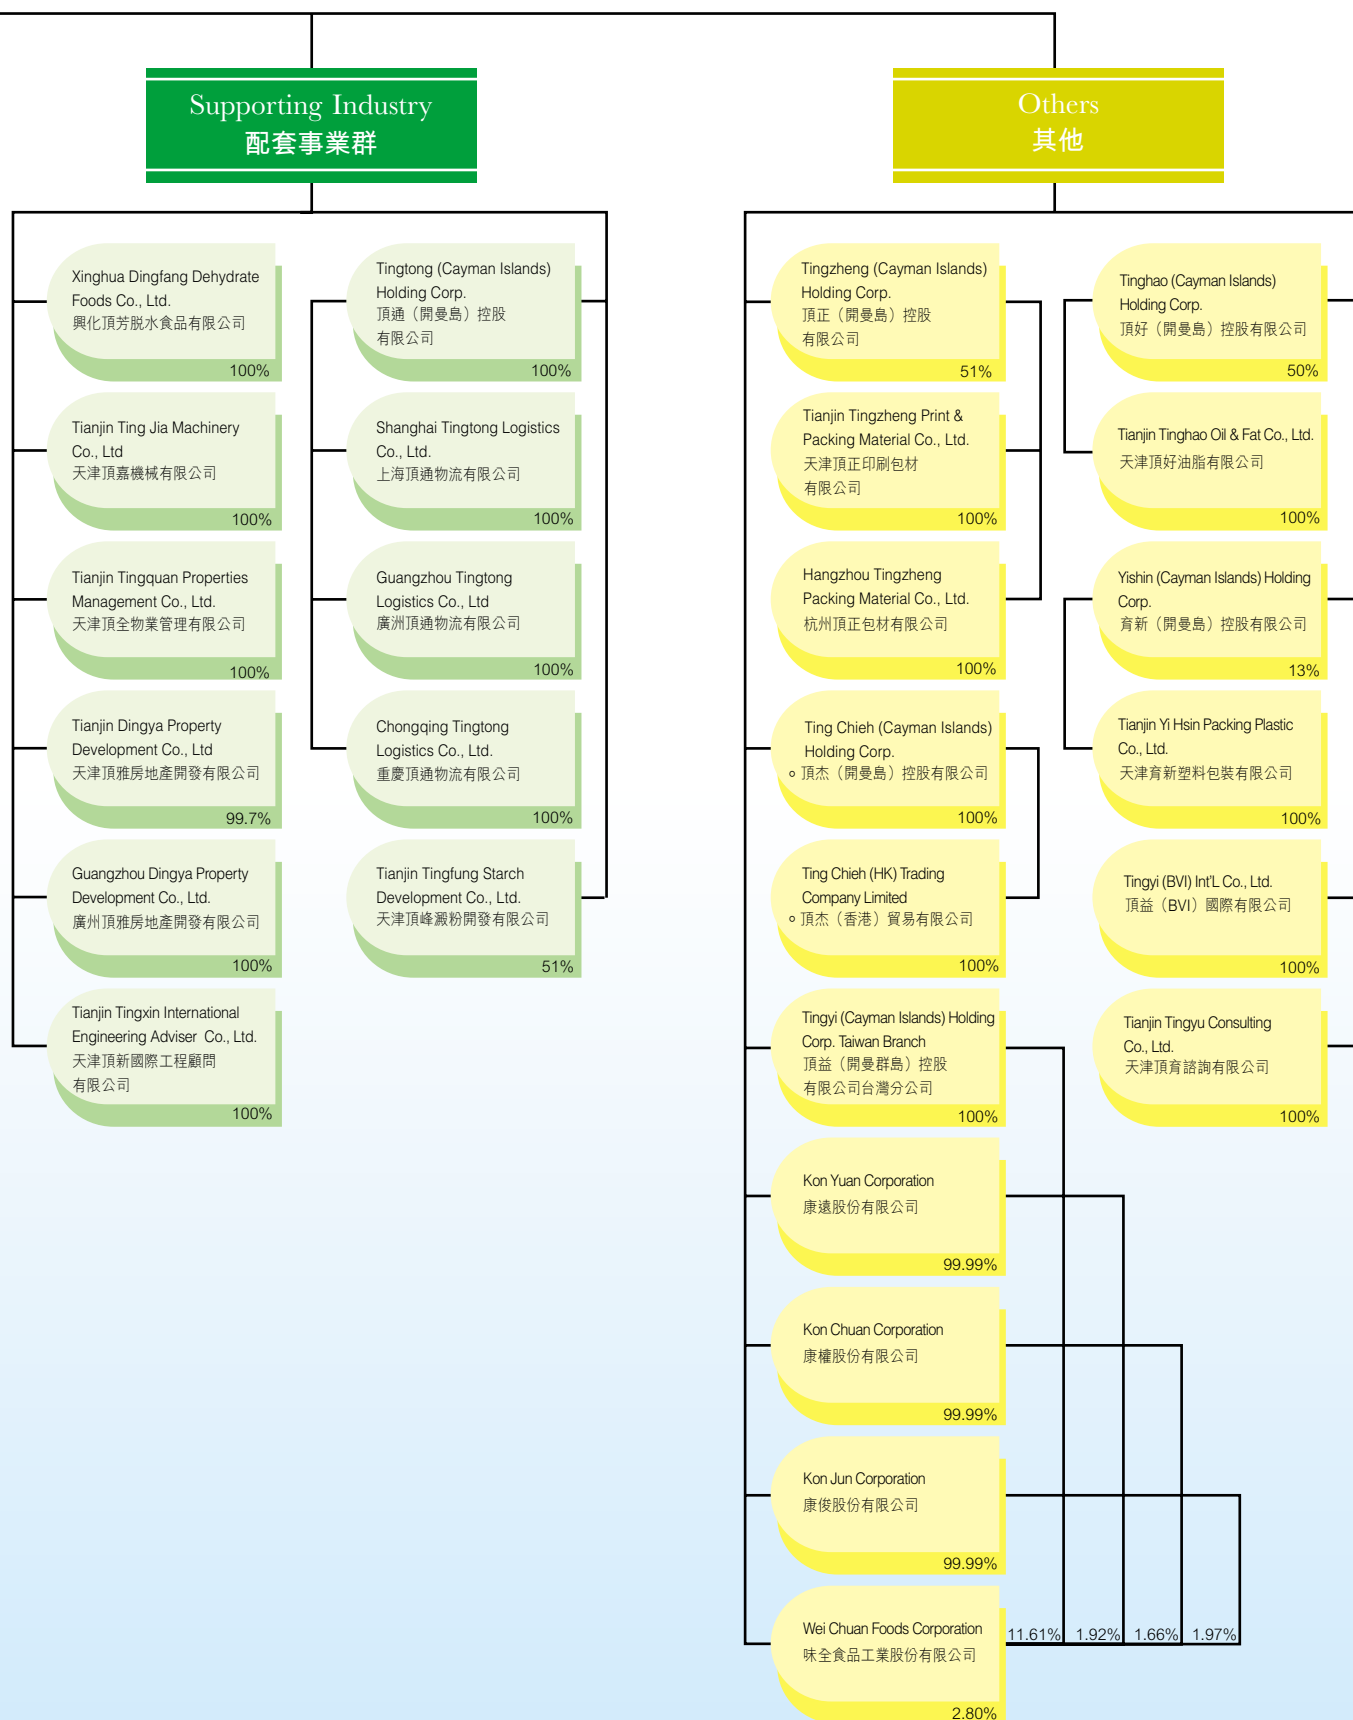 Supporting Industry
配套事業群
Xinghua Dingfang Dehydrate
Foods Co., Ltd.
興化頂芳脱水食品有限公司
100%
Tianjin Ting Jia Machinery
Co., Ltd
天津頂嘉機械有限公司
100%
Tianjin Tingquan Properties
Management Co., Ltd.
天津頂全物業管理有限公司
100%
Tianjin Dingya Property
Development Co., Ltd
天津頂雅房地產開發有限公司
99.7%
Guangzhou Dingya Property
Development Co., Ltd.
廣州頂雅房地產開發有限公司
100%
Tianjin Tingxin International
Engineering Adviser Co., Ltd.
天津頂新國際工程顧問
有限公司
100%
Tingtong (Cayman Islands)
Holding Corp.
頂通（開曼島）控股
有限公司
100%
Shanghai Tingtong Logistics
Co., Ltd.
上海頂通物流有限公司
100%
Guangzhou Tingtong
Logistics Co., Ltd
廣洲頂通物流有限公司
100%
Chongqing Tingtong
Logistics Co., Ltd.
重慶頂通物流有限公司
100%
Tianjin Tingfung Starch
Development Co., Ltd.
天津頂峰澱粉開發有限公司
51%
Others
其他
Tingzheng (Cayman Islands)
Holding Corp.
頂正（開曼島）控股
有限公司
51%
Tianjin Tingzheng Print &
Packing Material Co., Ltd.
天津頂正印刷包材
有限公司
100%
Hangzhou Tingzheng
Packing Material Co., Ltd.
杭州頂正包材有限公司
100%
Ting Chieh (Cayman Islands)
Holding Corp.
頂杰（開曼島）控股有限公司
100%
Ting Chieh (HK) Trading
Company Limited
頂杰（香港）貿易有限公司
100%
Tingyi (Cayman Islands) Holding
Corp. Taiwan Branch
頂益（開曼群島）控股
有限公司台灣分公司
100%
Kon Yuan Corporation
康遠股份有限公司
99.99%
Kon Chuan Corporation
康權股份有限公司
99.99%
Kon Jun Corporation
康俊股份有限公司
99.99%
Wei Chuan Foods Corporation
味全食品工業股份有限公司
2.80%
11.61% 1.92% 1.66% 1.97%
Tinghao (Cayman Islands)
Holding Corp.
頂好（開曼島）控股有限公司
50%
Tianjin Tinghao Oil & Fat Co., Ltd.
天津頂好油脂有限公司
100%
Yishin (Cayman Islands) Holding
Corp.
育新（開曼島）控股有限公司
13%
Tianjin Yi Hsin Packing Plastic
Co., Ltd.
天津育新塑料包裝有限公司
100%
Tingyi (BVI) Int'L Co., Ltd.
頂益（BVI）國際有限公司
100%
Tianjin Tingyu Consulting
Co., Ltd.
天津頂育諮詢有限公司
100%